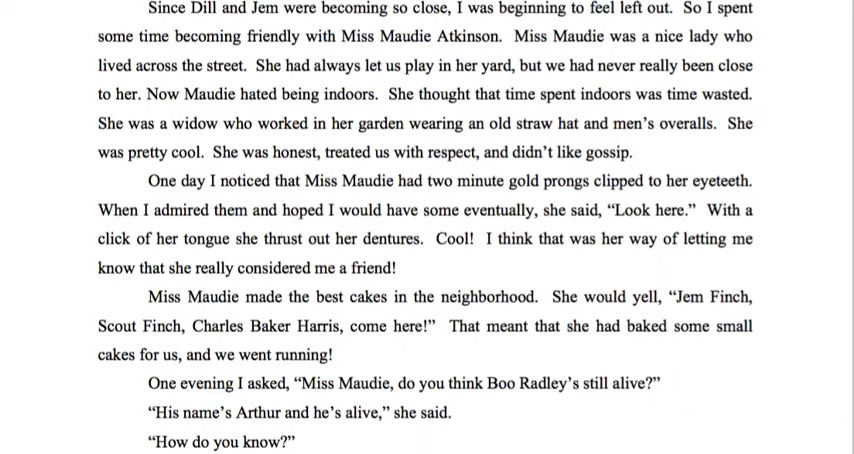 Since Dill and Jem were becoming so close, I was beginning to feel left out.  So I spent
some time becoming friendly with Miss Maudie Atkinson.  Miss Maudie was a nice lady who
lived across the street.  She had always let us play in her yard, but we had never really been close
to her. Now Maudie hated being indoors.  She thought that time spent indoors was time wasted.
She was a widow who worked in her garden wearing an old straw hat and men’s overalls.  She
was pretty cool.  She was honest, treated us with respect, and didn’t like gossip.
One day I noticed that Miss Maudie had two minute gold prongs clipped to her eyeteeth.
When I admired them and hoped I would have some eventually, she said, “Look here.”  With a
click of her tongue she thrust out her dentures.  Cool!  I think that was her way of letting me
know that she really considered me a friend!
Miss Maudie made the best cakes in the neighborhood.  She would yell, “Jem Finch,
Scout Finch, Charles Baker Harris, come here!”  That meant that she had baked some small
cakes for us, and we went running!
One evening I asked, “Miss Maudie, do you think Boo Radley’s still alive?”
“His name’s Arthur and he’s alive,” she said.
“How do you know?”